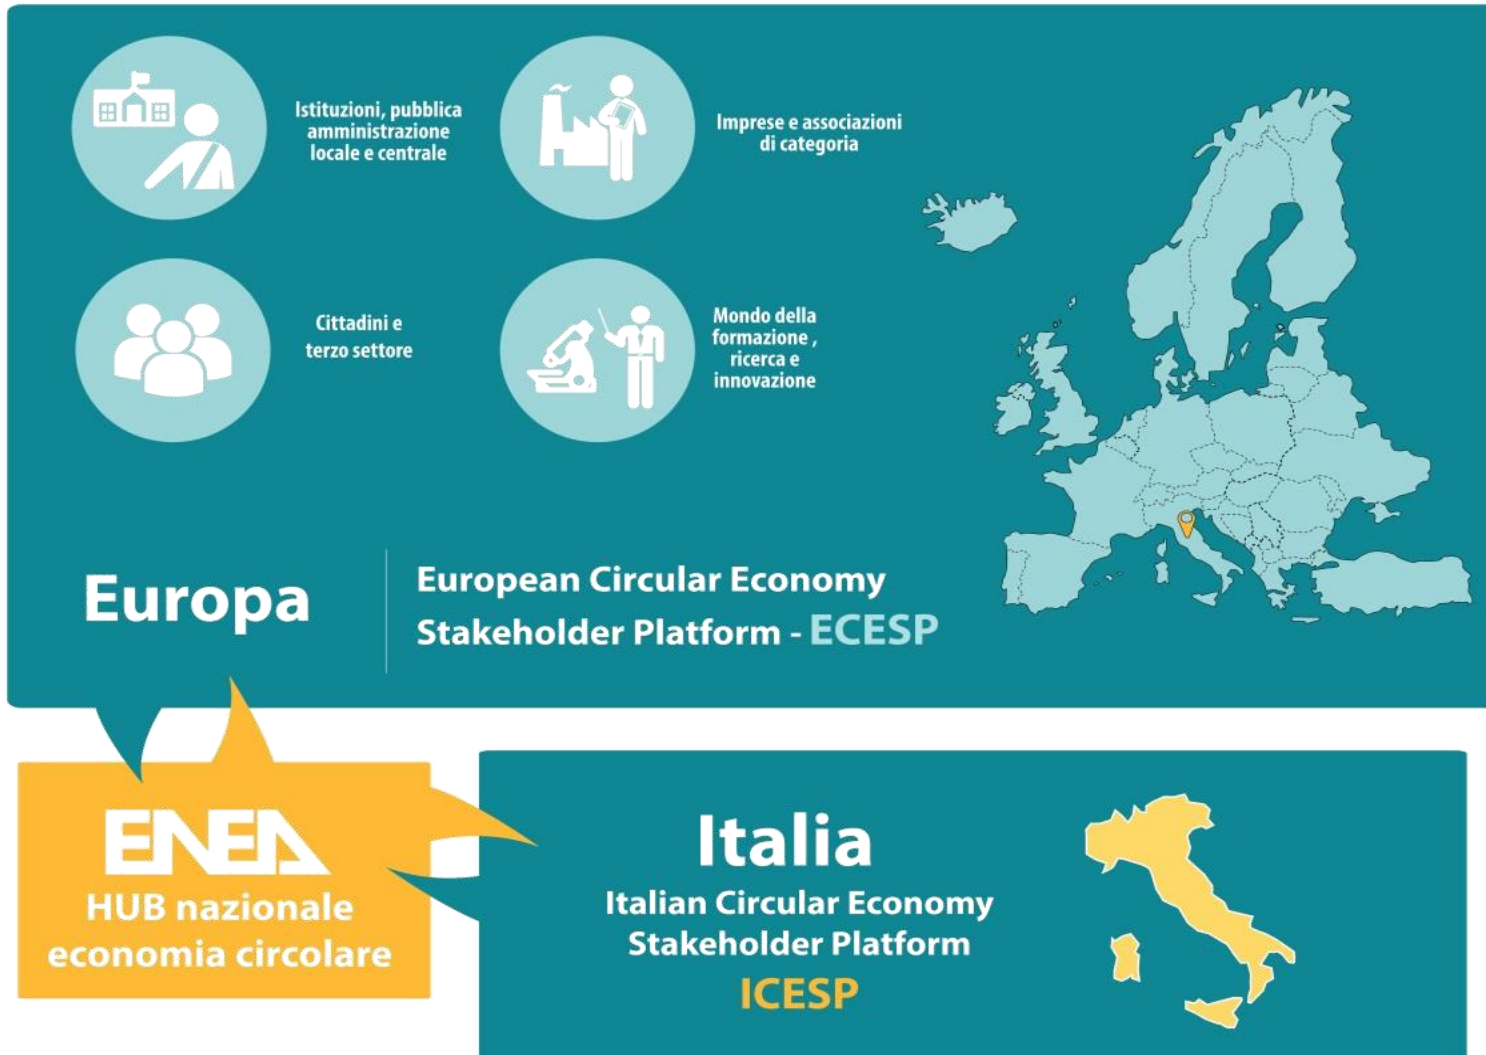 Istituzioni, pubblica
amministrazione
locale e centrale
Imprese e associazioni
di categoria
Cittadini e
terzo settore
Mondo della
formazione ,
ricerca e
innovazione
Europa
European Circular Economy
Stakeholder Platform - ECESP
ENEA
HUB nazionale
economia circolare
Italia
Italian Circular Economy
Stakeholder Platform
ICESP